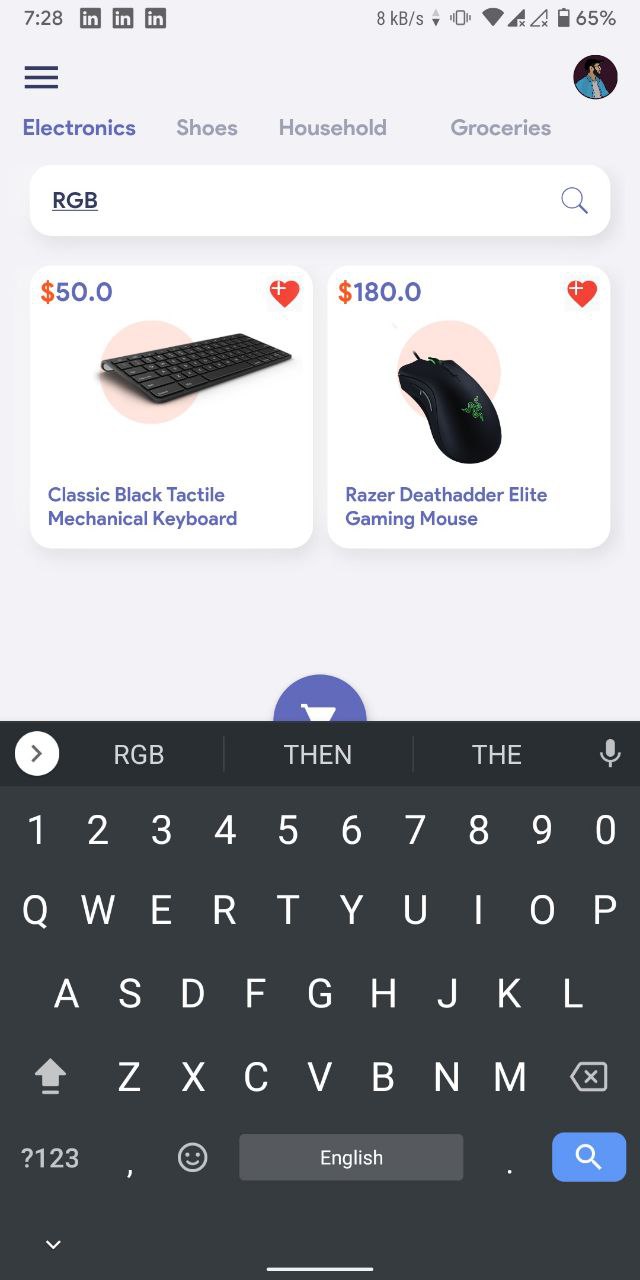 7:28 in in in 8 kB/s 65%
Electronics Shoes Household Groceries
RGB
$50.0 $180.0
Classic Black Tactile
Mechanical Keyboard
Razer Deathadder Elite
Gaming Mouse
RGB THEN THE
1 2 3 4 5 6 7 8 9 0
Q W E R T Y U I O P
A S D F G H J K L
Z X C V B N M
?123 , English .